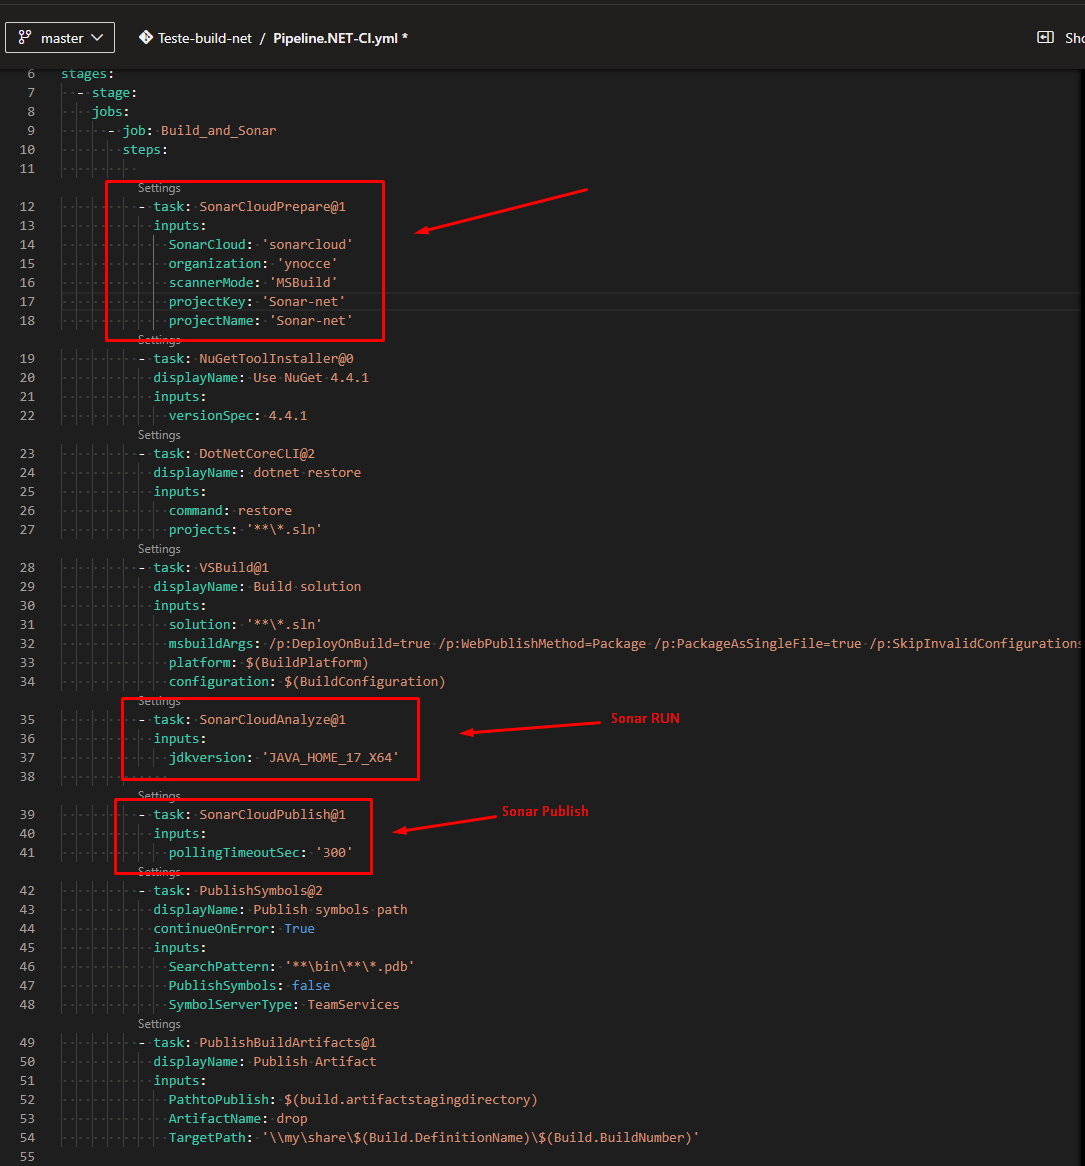 master Teste-build-net / Pipeline.NET-CI.yml * Sho
6 stages:
7 - stage:
8 jobs:
9 - job: Build_and_Sonar
10 steps:
11
Settings
12 - task: SonarCloudPrepare@1
13 inputs:
14 SonarCloud: 'sonarcloud'
15 organization: 'ynocce'
16 scannerMode: 'MSBuild'
17 projectKey: 'Sonar-net'
18 projectName: 'Sonar-net'
Settings
19 - task: NuGetToolInstaller@0
20 displayName: Use NuGet 4.4.1
21 inputs:
22 versionSpec: 4.4.1
Settings
23 - task: DotNetCoreCLI@2
24 displayName: dotnet restore
25 inputs:
26 command: restore
27 projects: '**\*.sln'
Settings
28 - task: VSBuild@1
29 displayName: Build solution
30 inputs:
31 solution: '**\*.sln'
32 msbuildArgs: /p:DeployOnBuild=true /p:WebPublishMethod=Package /p:PackageAsSingleFile=true /p:SkipInvalidConfigurations
33 platform: $(BuildPlatform)
34 configuration: $(BuildConfiguration)
Settings
35 - task: SonarCloudAnalyze@1 Sonar RUN
36 inputs:
37 jdkversion: 'JAVA_HOME_17_X64'
38
Settings
39 - task: SonarCloudPublish@1 Sonar Publish
40 inputs:
41 pollingTimeoutSec: '300'
Settings
42 - task: PublishSymbols@2
43 displayName: Publish symbols path
44 continueOnError: True
45 inputs:
46 SearchPattern: '**\bin\**\*.pdb'
47 PublishSymbols: false
48 SymbolServerType: TeamServices
Settings
49 - task: PublishBuildArtifacts@1
50 displayName: Publish Artifact
51 inputs:
52 PathtoPublish: $(build.artifactstagingdirectory)
53 ArtifactName: drop
54 TargetPath: '\\my\share\$(Build.DefinitionName)\$(Build.BuildNumber)'
55